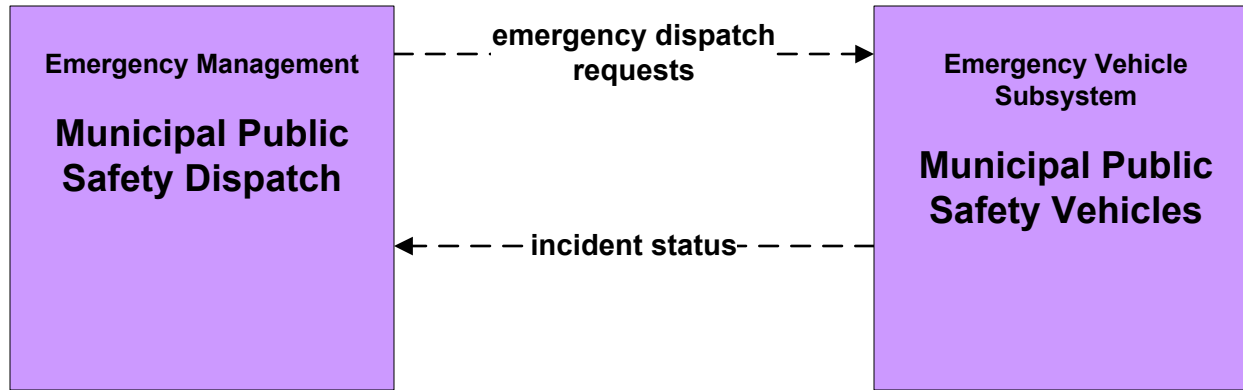 Emergency Management
Municipal Public
Safety Dispatch
emergency dispatch
requests
incident status
Emergency Vehicle
Subsystem
Municipal Public
Safety Vehicles